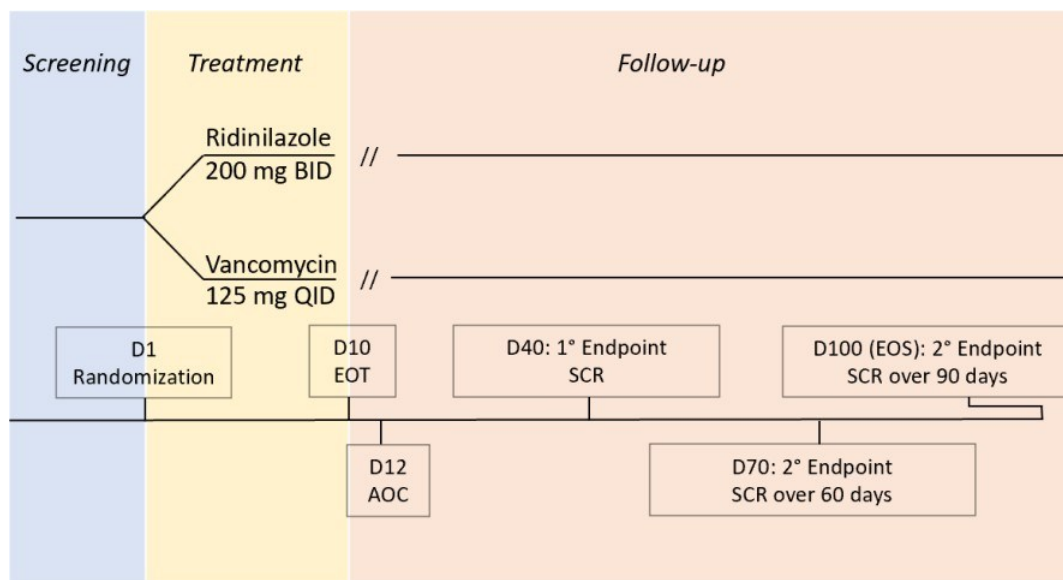 Screening
Treatment
Follow-up
Ridinilazole
200 mg BID
//
Vancomycin
125 mg QID
//
D1
Randomization
D10
EOT
D40: 1° Endpoint
SCR
D100 (EOS): 2° Endpoint
SCR over 90 days
D12
AOC
D70: 2° Endpoint
SCR over 60 days